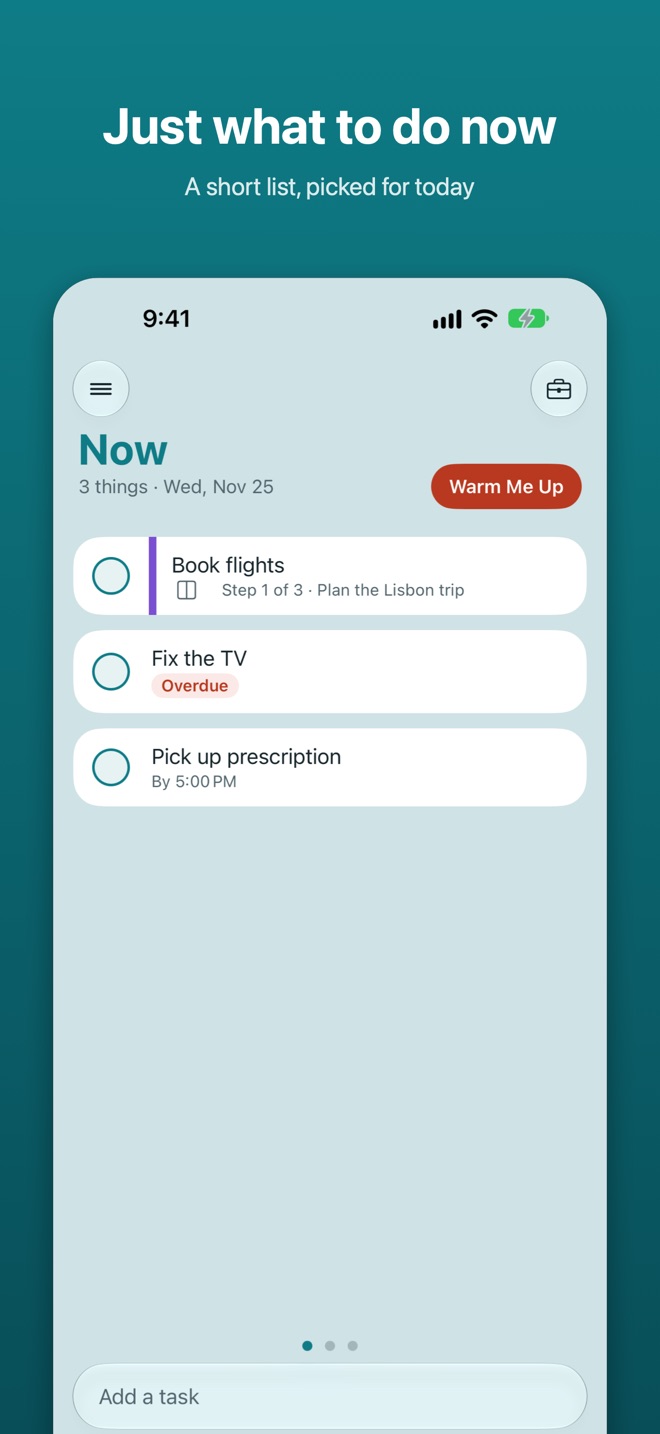 Just what to do now
A short list, picked for today
9:41
Now
3 things · Wed, Nov 25
Warm Me Up
Book flights
Step 1 of 3 · Plan the Lisbon trip
Fix the TV
Overdue
Pick up prescription
By 5:00 PM
Add a task